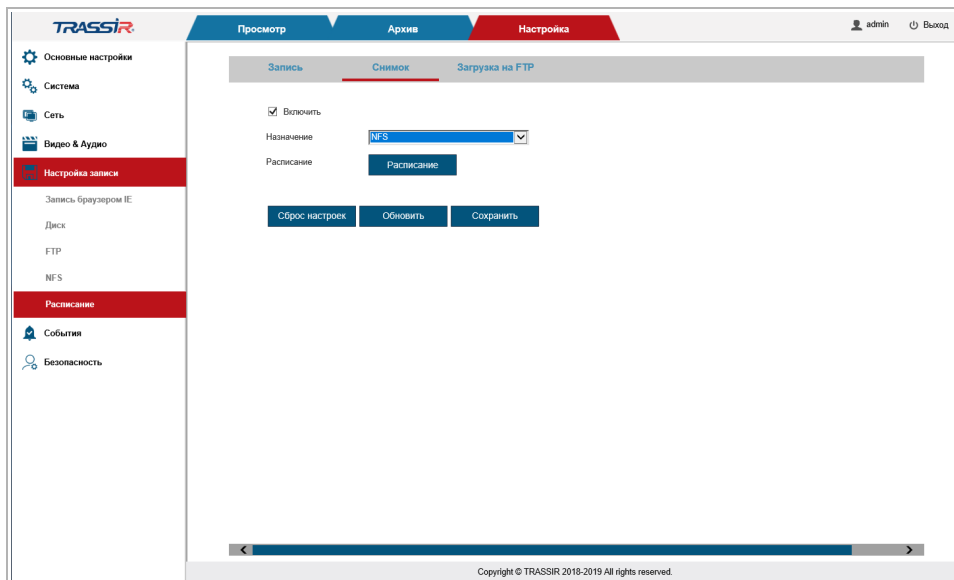 TRASSIR
Просмотр
Архив
Настройка
admin
Выход
Основные настройки
Система
Сеть
Видео & Аудио
Настройка записи
Запись браузером IE
Диск
FTP
NFS
Расписание
События
Безопасность
Запись
Снимок
Загрузка на FTP
Включить
Назначение
NFS
Расписание
Расписание
Сброс настроек
Обновить
Сохранить
Copyright © TRASSIR 2018-2019 All rights reserved.